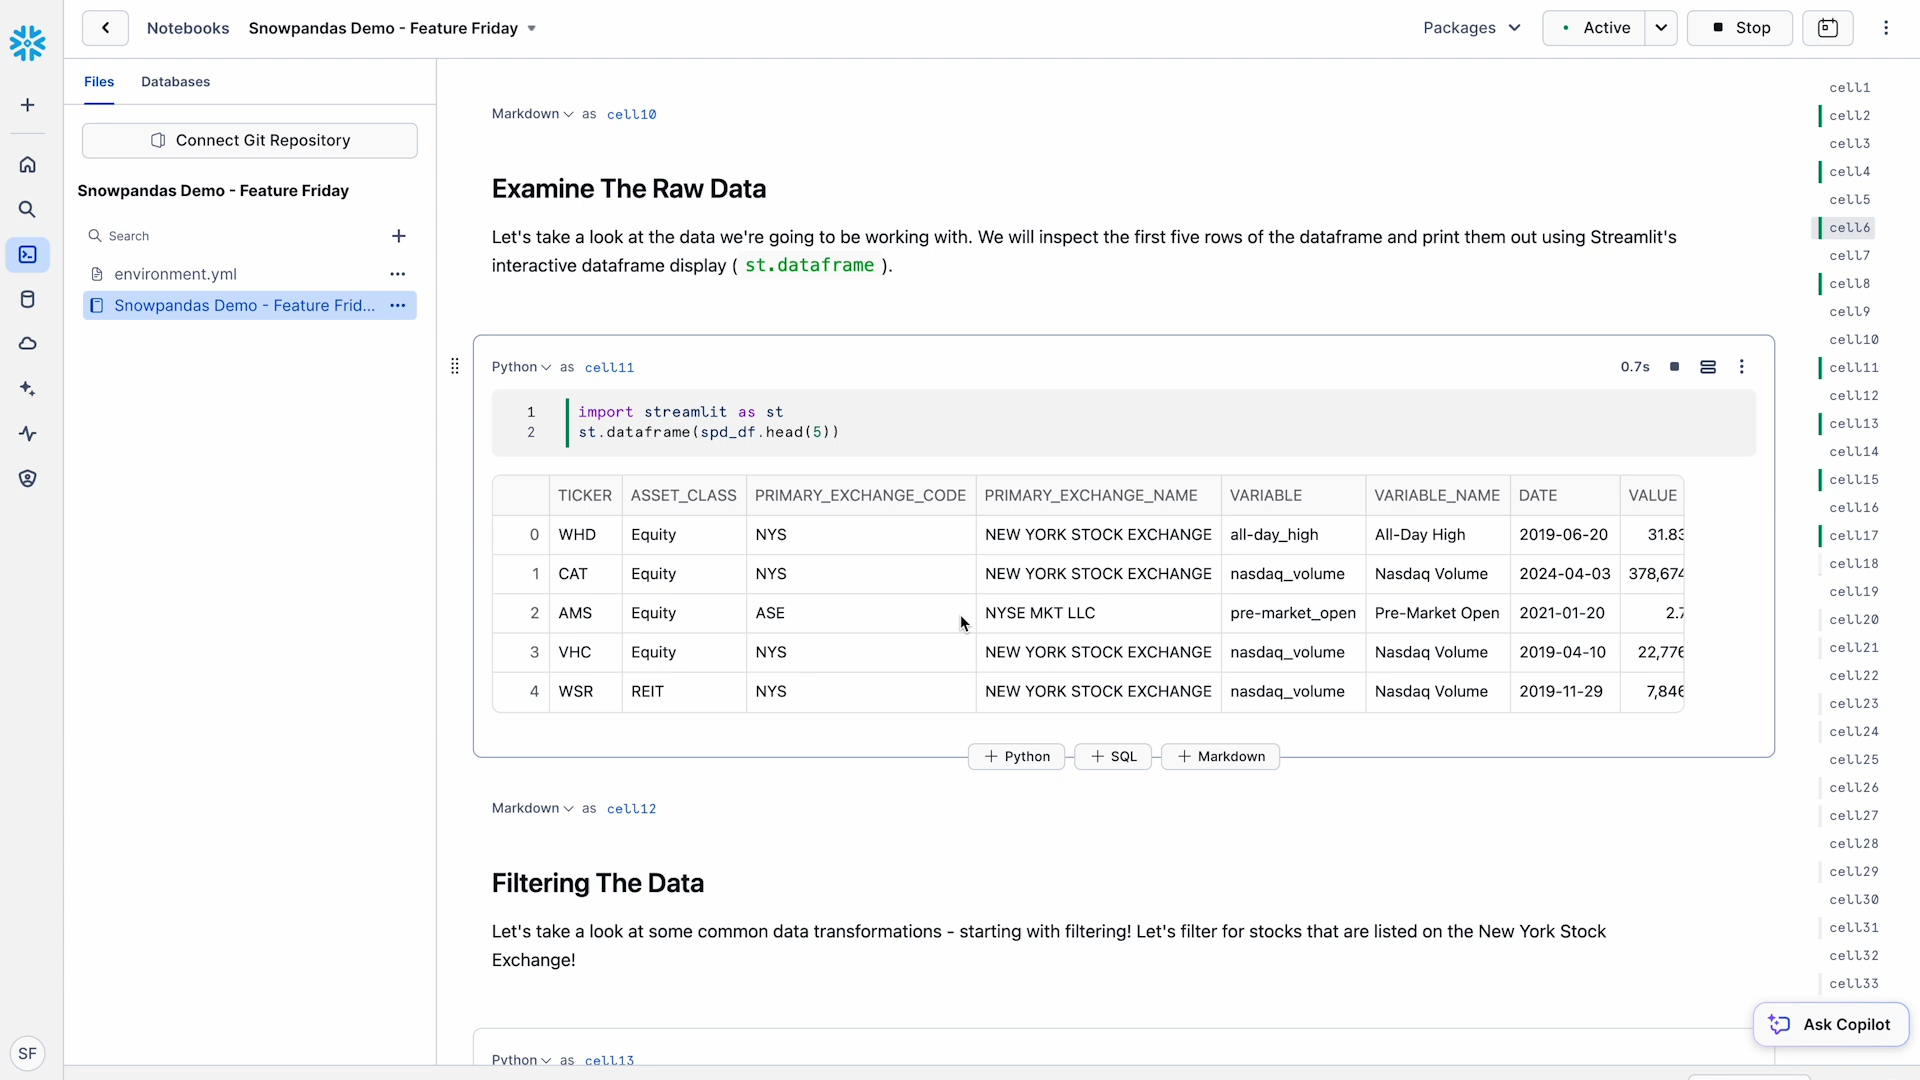 Notebooks
Snowpandas Demo - Feature Friday
Packages
Active
Stop
Files
Databases
Connect Git Repository
Snowpandas Demo - Feature Friday
Search
environment.yml
Snowpandas Demo - Feature Frid...
SF
Markdown as cell10
Examine The Raw Data
Let's take a look at the data we're going to be working with. We will inspect the first five rows of the dataframe and print them out using Streamlit's
interactive dataframe display ( st.dataframe ).
Python as cell11
0.7s
1 import streamlit as st
2 st.dataframe(spd_df.head(5))
TICKER ASSET_CLASS PRIMARY_EXCHANGE_CODE PRIMARY_EXCHANGE_NAME VARIABLE VARIABLE_NAME DATE VALUE
0 WHD Equity NYS NEW YORK STOCK EXCHANGE all-day_high All-Day High 2019-06-20 31.83
1 CAT Equity NYS NEW YORK STOCK EXCHANGE nasdaq_volume Nasdaq Volume 2024-04-03 378,674
2 AMS Equity ASE NYSE MKT LLC pre-market_open Pre-Market Open 2021-01-20 2.7
3 VHC Equity NYS NEW YORK STOCK EXCHANGE nasdaq_volume Nasdaq Volume 2019-04-10 22,776
4 WSR REIT NYS NEW YORK STOCK EXCHANGE nasdaq_volume Nasdaq Volume 2019-11-29 7,846
+ Python + SQL + Markdown
Markdown as cell12
Filtering The Data
Let's take a look at some common data transformations - starting with filtering! Let's filter for stocks that are listed on the New York Stock
Exchange!
Python as cell13
cell1
cell2
cell3
cell4
cell5
cell6
cell7
cell8
cell9
cell10
cell11
cell12
cell13
cell14
cell15
cell16
cell17
cell18
cell19
cell20
cell21
cell22
cell23
cell24
cell25
cell26
cell27
cell28
cell29
cell30
cell31
cell32
cell33
Ask Copilot